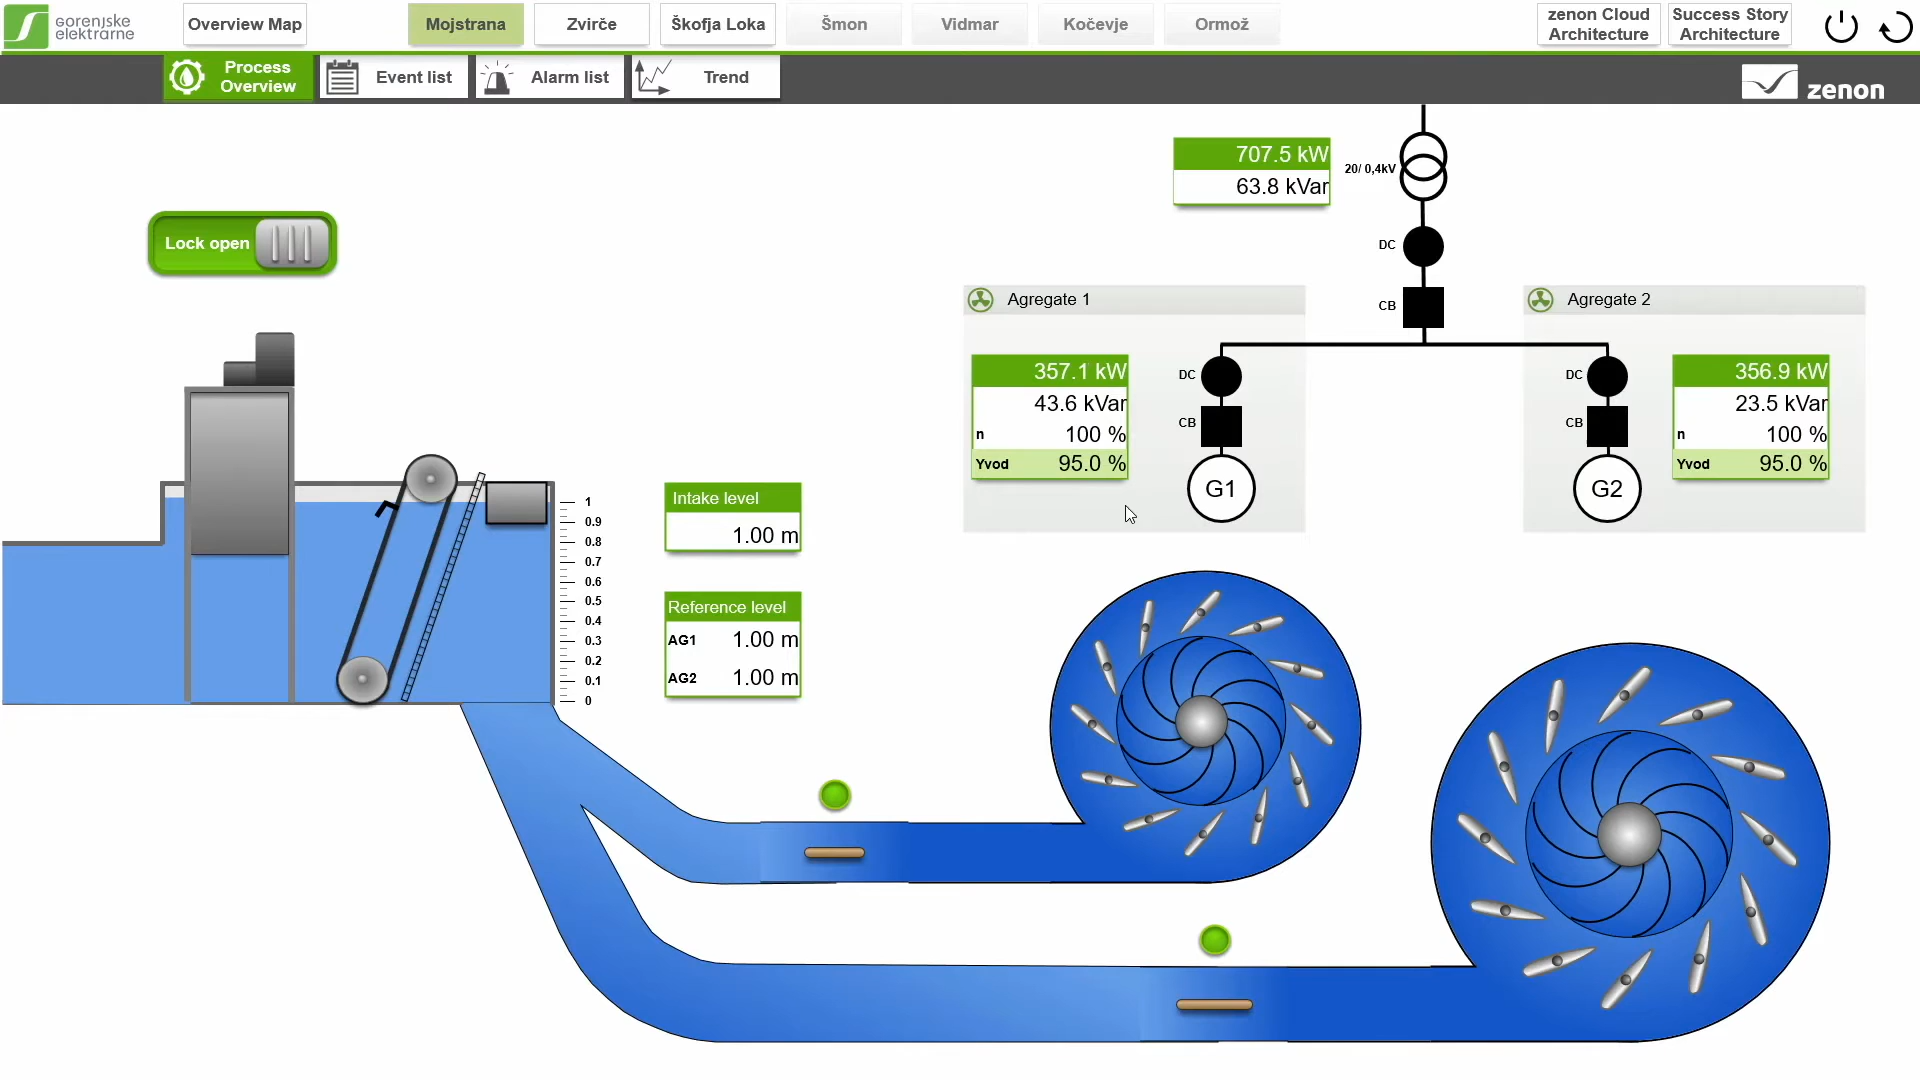 GORENJSKE
elektrarne
Overview Map
Mojstrana
Zvirče
Škofja Loka
Šmon
Vidmar
Kočevje
Ormož
zenon Cloud
Architecture
Success Story
Architecture
Process
Overview
Event list
Alarm list
Trend
zenon
707.5 kW
63.8 kVar
20/ 0,4kV
DC
CB
Lock open
Agregate 1
357.1 kW
43.6 kVar
n 100 %
Yvod 95.0 %
DC
CB
G1
Agregate 2
DC
CB
G2
356.9 kW
23.5 kVar
n 100 %
Yvod 95.0 %
1
0.9
0.8
0.7
0.6
0.5
0.4
0.3
0.2
0.1
0
Intake level
1.00 m
Reference level
AG1 1.00 m
AG2 1.00 m